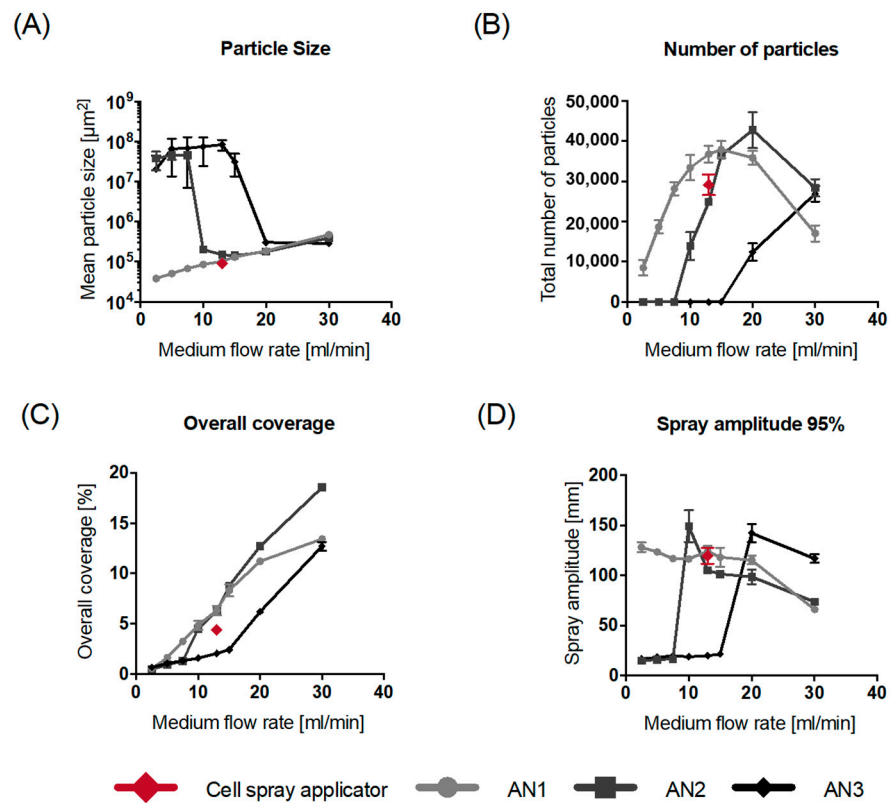 (A)
Particle Size
Mean particle size [µm²]
10⁹
10⁸
10⁷
10⁶
10⁵
10⁴
0 10 20 30 40
Medium flow rate [ml/min]
(B)
Number of particles
Total number of particles
50,000
40,000
30,000
20,000
10,000
0
0 10 20 30 40
Medium flow rate [ml/min]
(C)
Overall coverage
Overall coverage [%]
20
15
10
5
0
0 10 20 30 40
Medium flow rate [ml/min]
(D)
Spray amplitude 95%
Spray amplitude [mm]
200
150
100
50
0
0 10 20 30 40
Medium flow rate [ml/min]
Cell spray applicator AN1 AN2 AN3